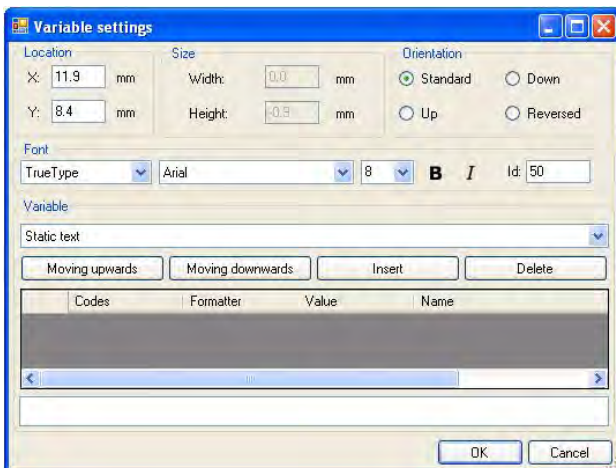 Variable settings
Location Size Orientation
X: 11.9 mm Width: 0.0 mm Standard Down
Y: 8.4 mm Height: -0.9 mm Up Reversed
Font
TrueType Arial 8 B I Id: 50
Variable
Static text
Moving upwards Moving downwards Insert Delete
Codes Formatter Value Name
OK Cancel